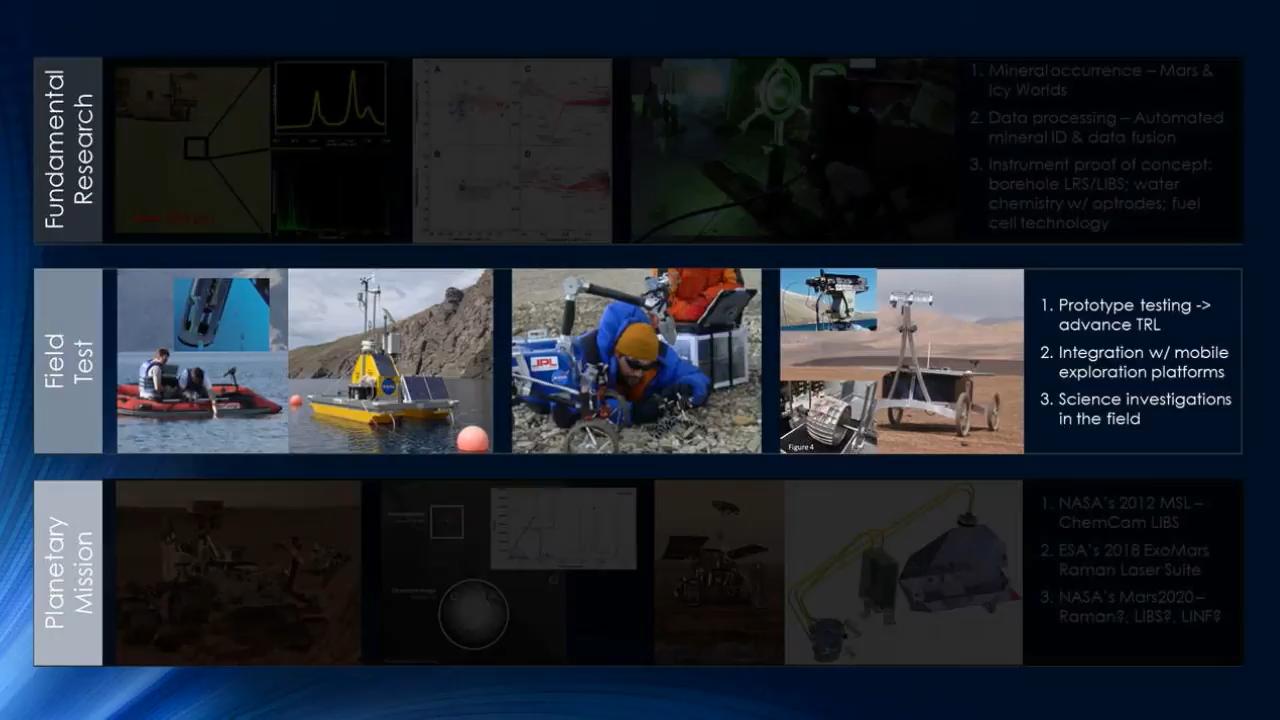 Fundamental
Research
A
C
B
D
1. Mineral occurrence – Mars &
Icy Worlds
2. Data processing – Automated
mineral ID & data fusion
3. Instrument proof of concept:
borehole LRS/LIBS; water
chemistry w/ optrodes; fuel
cell technology
Field
Test
NASA
JPL
Figure 4
1. Prototype testing ->
advance TRL
2. Integration w/ mobile
exploration platforms
3. Science investigations
in the field
Planetary
Mission
1. NASA's 2012 MSL –
ChemCam LIBS
2. ESA's 2018 ExoMars
Raman Laser Suite
3. NASA's Mars2020–
Raman?, LIBS?, LINF?